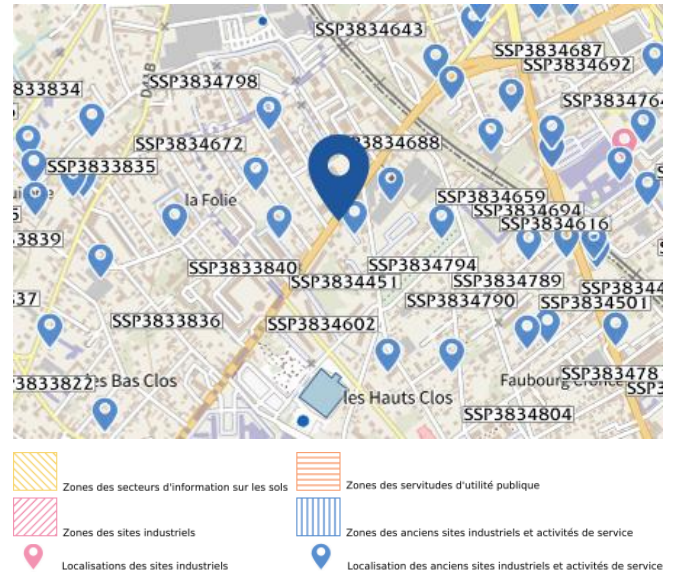 SSP3834643
SSP3834687
SSP3834692
833834
SSP3834798
SSP3834764
SSP3834672
SSP3834688
SSP3833835
la Folie
SSP3834659
SSP3834694
SSP3834616
3839
SSP3833840
SSP3834794
SSP3834451
SSP3834789
SSP3834790
SSP3834501
SSP3833836
SSP3834602
3833822
es Bas Clos
les Hauts Clos
Faubourg
SSP383478
SSP3834804
Zones des secteurs d'information sur les sols
Zones des servitudes d'utilité publique
Zones des sites industriels
Zones des anciens sites industriels et activités de service
Localisations des sites industriels
Localisation des anciens sites industriels et activités de service